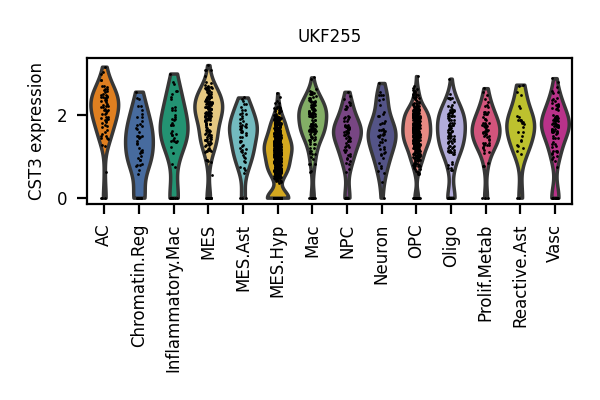 UKF255
CST3 expression
2
0
AC
Chromatin.Reg
Inflammatory.Mac
MES
MES.Ast
MES.Hyp
Mac
NPC
Neuron
OPC
Oligo
Prolif.Metab
Reactive.Ast
Vasc